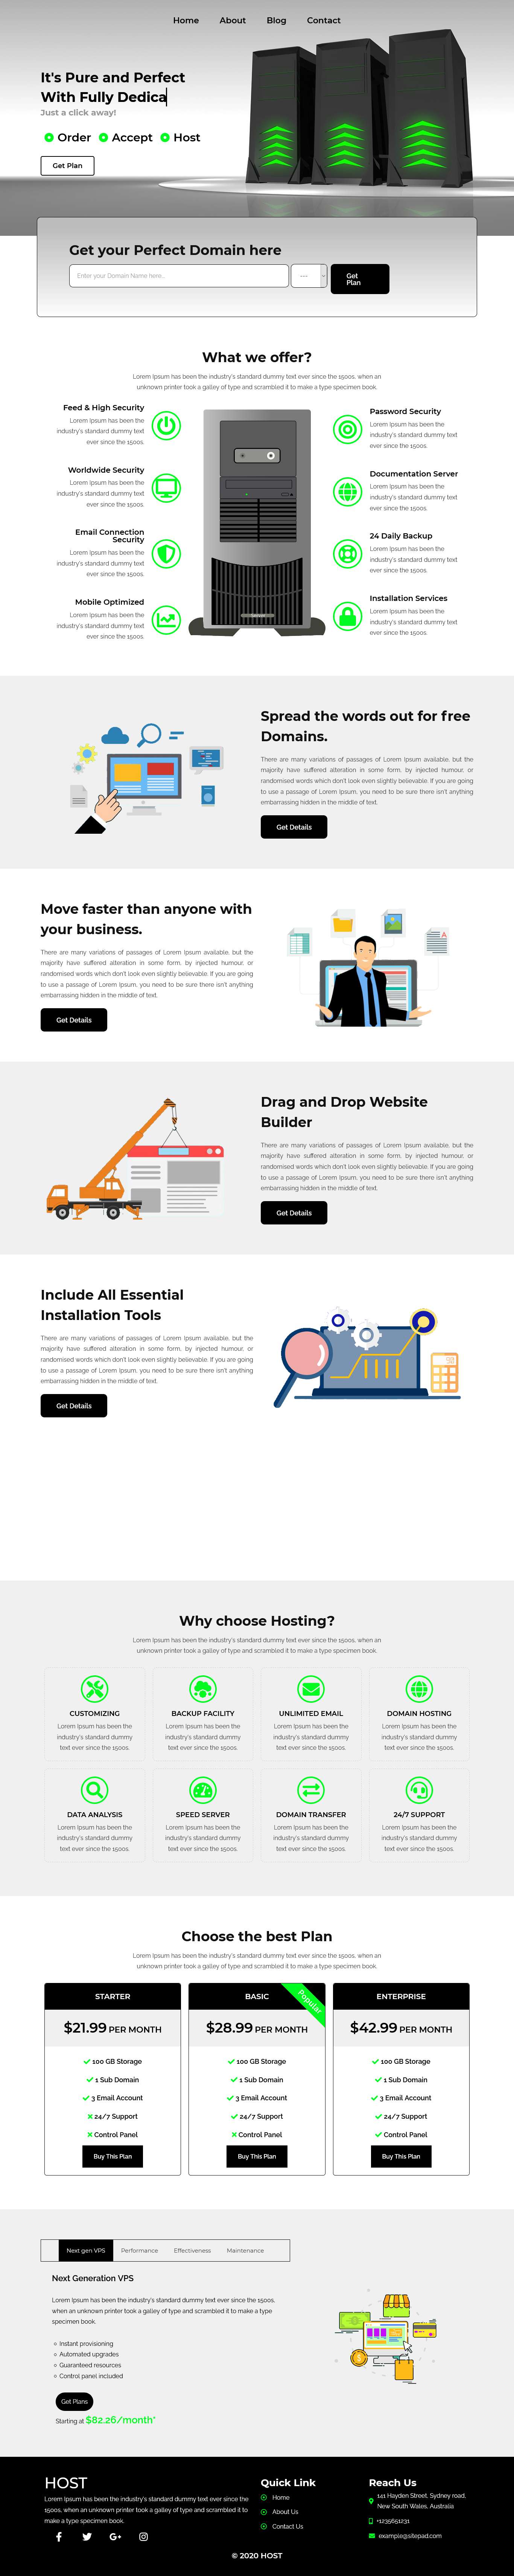 Home About Blog Contact
It's Pure and Perfect
With Fully Dedica
Just a click away!
Order Accept Host
Get Plan
Get your Perfect Domain here
Enter your Domain Name here...
---
Get
Plan
What we offer?
Lorem Ipsum has been the industry's standard dummy text ever since the 1500s, when an
unknown printer took a galley of type and scrambled it to make a type specimen book.
Feed & High Security
Lorem Ipsum has been the
industry's standard dummy text
ever since the 1500s.
Worldwide Security
Lorem Ipsum has been the
industry's standard dummy text
ever since the 1500s.
Email Connection
Security
Lorem Ipsum has been the
industry's standard dummy text
ever since the 1500s.
Mobile Optimized
Lorem Ipsum has been the
industry's standard dummy text
ever since the 1500s.
Password Security
Lorem Ipsum has been the
industry's standard dummy text
ever since the 1500s.
Documentation Server
Lorem Ipsum has been the
industry's standard dummy text
ever since the 1500s.
24 Daily Backup
Lorem Ipsum has been the
industry's standard dummy text
ever since the 1500s.
Installation Services
Lorem Ipsum has been the
industry's standard dummy text
ever since the 1500s.
Spread the words out for free
Domains.
There are many variations of passages of Lorem Ipsum available, but the
majority have suffered alteration in some form, by injected humour, or
randomised words which don't look even slightly believable. If you are going
to use a passage of Lorem Ipsum, you need to be sure there isn't anything
embarrassing hidden in the middle of text.
Get Details
Move faster than anyone with
your business.
There are many variations of passages of Lorem Ipsum available, but the
majority have suffered alteration in some form, by injected humour, or
randomised words which don't look even slightly believable. If you are going
to use a passage of Lorem Ipsum, you need to be sure there isn't anything
embarrassing hidden in the middle of text.
Get Details
Drag and Drop Website
Builder
There are many variations of passages of Lorem Ipsum available, but the
majority have suffered alteration in some form, by injected humour, or
randomised words which don't look even slightly believable. If you are going
to use a passage of Lorem Ipsum, you need to be sure there isn't anything
embarrassing hidden in the middle of text.
Get Details
Include All Essential
Installation Tools
There are many variations of passages of Lorem Ipsum available, but the
majority have suffered alteration in some form, by injected humour, or
randomised words which don't look even slightly believable. If you are going
to use a passage of Lorem Ipsum, you need to be sure there isn't anything
embarrassing hidden in the middle of text.
Get Details
Why choose Hosting?
Lorem Ipsum has been the industry's standard dummy text ever since the 1500s, when an
unknown printer took a galley of type and scrambled it to make a type specimen book.
CUSTOMIZING
Lorem Ipsum has been the
industry's standard dummy
text ever since the 1500s.
BACKUP FACILITY
Lorem Ipsum has been the
industry's standard dummy
text ever since the 1500s.
UNLIMITED EMAIL
Lorem Ipsum has been the
industry's standard dummy
text ever since the 1500s.
DOMAIN HOSTING
Lorem Ipsum has been the
industry's standard dummy
text ever since the 1500s.
DATA ANALYSIS
Lorem Ipsum has been the
industry's standard dummy
text ever since the 1500s.
SPEED SERVER
Lorem Ipsum has been the
industry's standard dummy
text ever since the 1500s.
DOMAIN TRANSFER
Lorem Ipsum has been the
industry's standard dummy
text ever since the 1500s.
24/7 SUPPORT
Lorem Ipsum has been the
industry's standard dummy
text ever since the 1500s.
Choose the best Plan
Lorem Ipsum has been the industry's standard dummy text ever since the 1500s, when an
unknown printer took a galley of type and scrambled it to make a type specimen book.
STARTER
$21.99 PER MONTH
100 GB Storage
1 Sub Domain
3 Email Account
24/7 Support
Control Panel
Buy This Plan
BASIC
Popular
$28.99 PER MONTH
100 GB Storage
1 Sub Domain
3 Email Account
24/7 Support
Control Panel
Buy This Plan
ENTERPRISE
$42.99 PER MONTH
100 GB Storage
1 Sub Domain
3 Email Account
24/7 Support
Control Panel
Buy This Plan
Next gen VPS Performance Effectiveness Maintenance
Next Generation VPS
Lorem Ipsum has been the industry's standard dummy text ever since the 1500s,
when an unknown printer took a galley of type and scrambled it to make a type
specimen book.
Instant provisioning
Automated upgrades
Guaranteed resources
Control panel included
Get Plans
Starting at $82.26/month*
HOST
Lorem Ipsum has been the industry's standard dummy text ever since the
1500s, when an unknown printer took a galley of type and scrambled it to
make a type specimen book.
Quick Link
Home
About Us
Contact Us
Reach Us
141 Hayden Street, Sydney road,
New South Wales, Australia
+1235651231
example@sitepad.com
© 2020 HOST